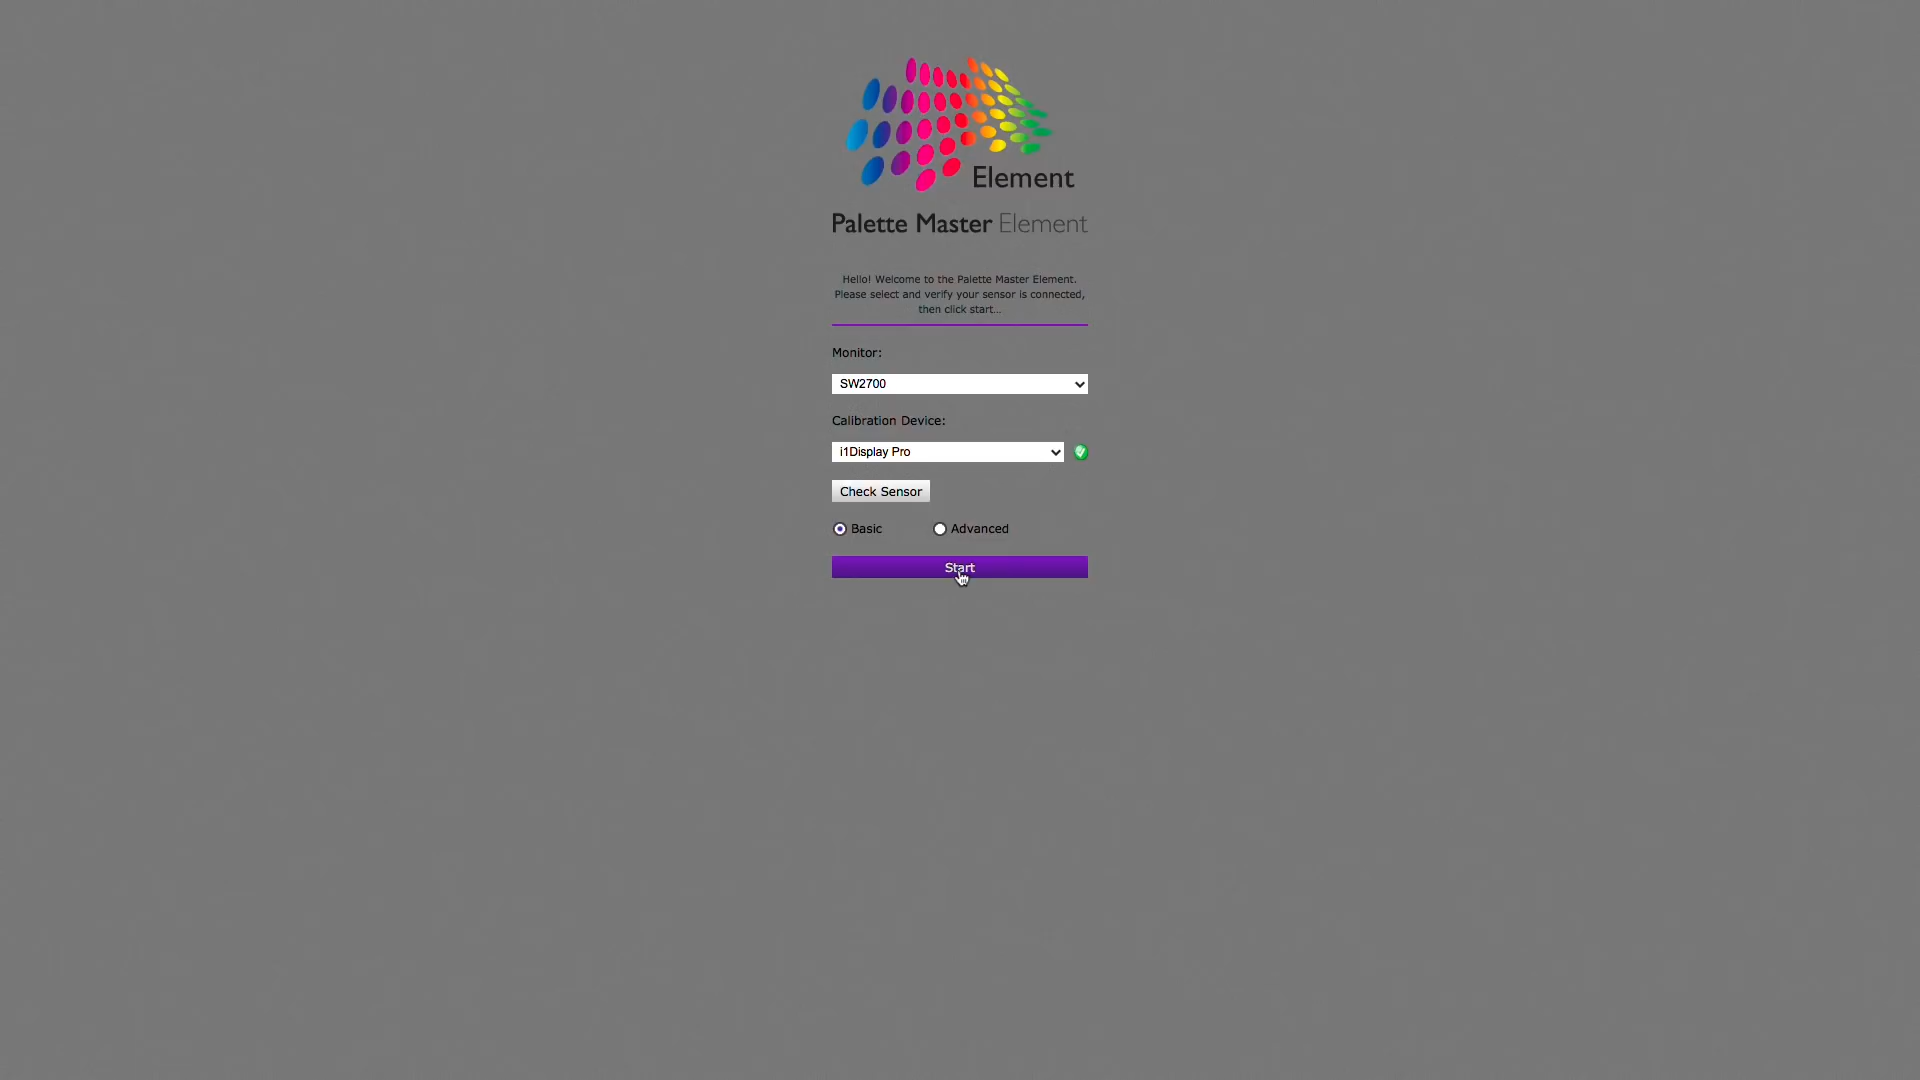 Element
Palette Master Element
Hello! Welcome to the Palette Master Element.
Please select and verify your sensor is connected,
then click start...
Monitor:
SW2700
Calibration Device:
i1Display Pro
Check Sensor
Basic Advanced
Start